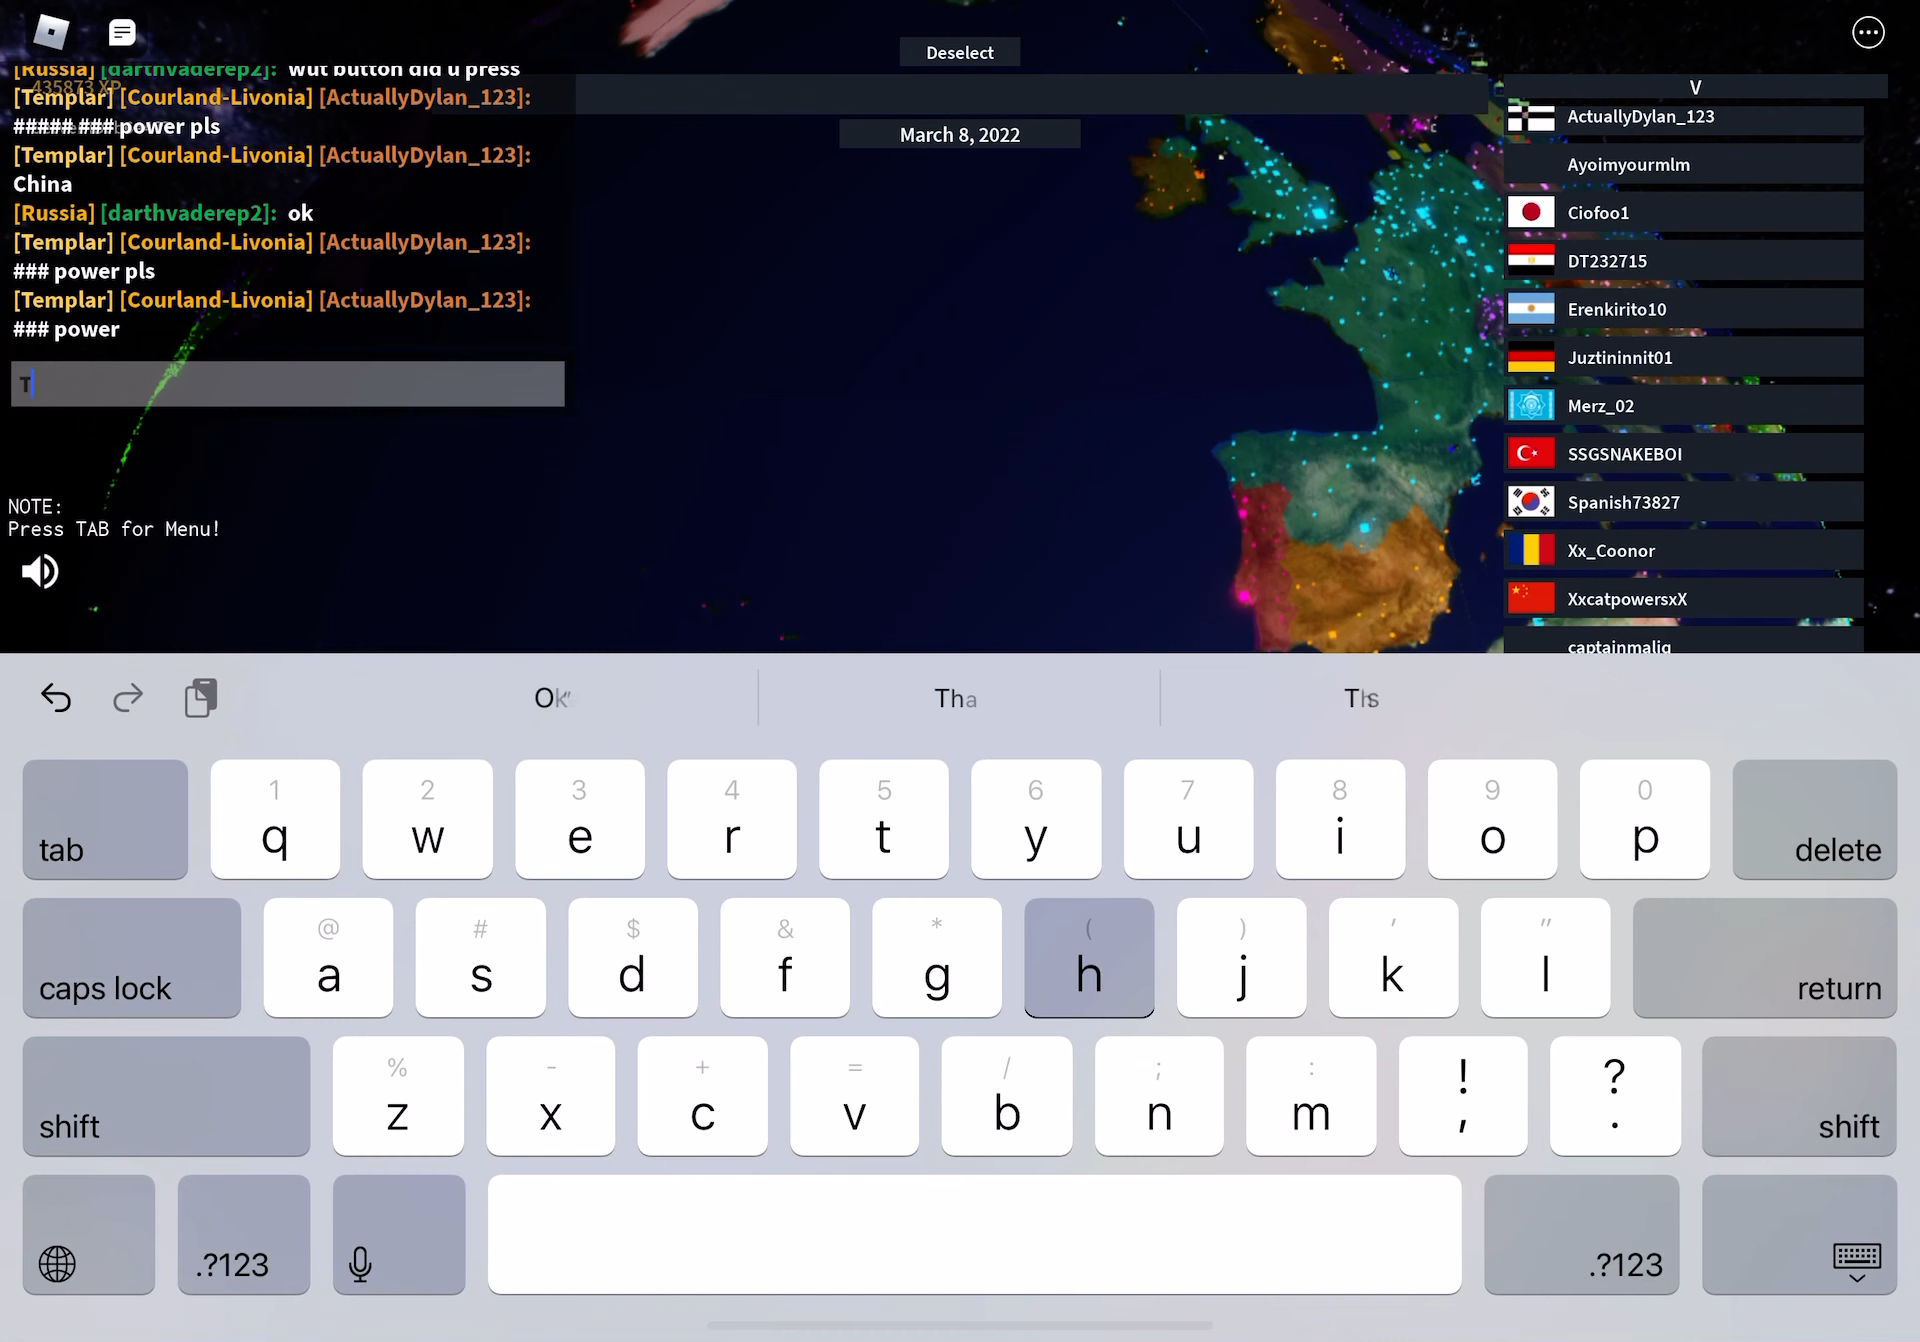 Deselect
[Russia] [darthvaderep2]: wut button did u press
435873 XP
[Templar] [Courland-Livonia] [ActuallyDylan_123]:
##### ### power pls
[Templar] [Courland-Livonia] [ActuallyDylan_123]:
China
[Russia] [darthvaderep2]: ok
[Templar] [Courland-Livonia] [ActuallyDylan_123]:
### power pls
[Templar] [Courland-Livonia] [ActuallyDylan_123]:
### power
T
NOTE:
Press TAB for Menu!
March 8, 2022
V
ActuallyDylan_123
Ayoimyourmlm
Ciofoo1
DT232715
Erenkirito10
Juztininnit01
Merz_02
SSGSNAKEBOI
Spanish73827
Xx_Coonor
XxcatpowersxX
Tha
1 2 3 4 5 6 7 8 9 0
tab q w e r t y u i o p delete
@ # $ & * ( ) ' "
caps lock a s d f g h j k l return
% - + = / ; : ! ?
shift z x c v b n m , . shift
.?123 .?123